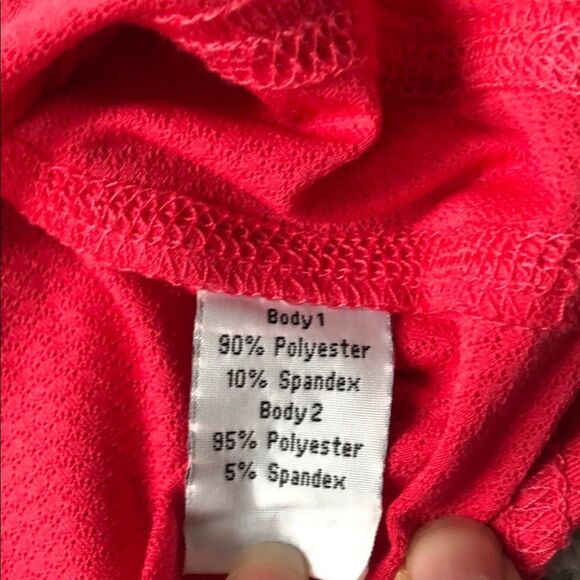 Body 1
90% Polyester
10% Spandex
Body 2
95% Polyester
5% Spandex